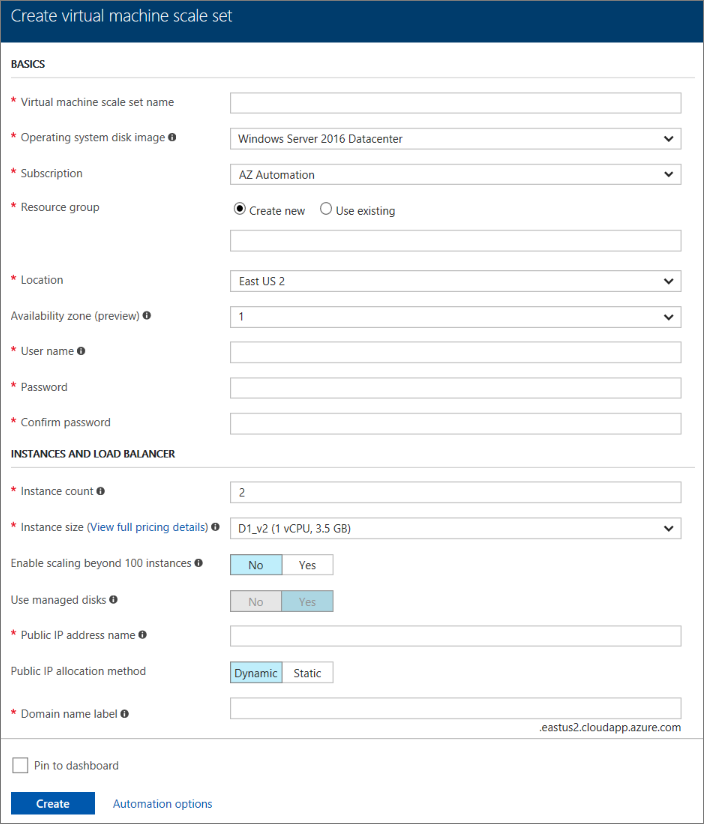 Create virtual machine scale set
BASICS
* Virtual machine scale set name
* Operating system disk image
Windows Server 2016 Datacenter
* Subscription
AZ Automation
* Resource group
Create new Use existing
* Location
East US 2
Availability zone (preview)
1
* User name
* Password
* Confirm password
INSTANCES AND LOAD BALANCER
* Instance count
2
* Instance size (View full pricing details)
D1_v2 (1 vCPU, 3.5 GB)
Enable scaling beyond 100 instances
No Yes
Use managed disks
No Yes
* Public IP address name
Public IP allocation method
Dynamic Static
* Domain name label
.eastus2.cloudapp.azure.com
Pin to dashboard
Create Automation options